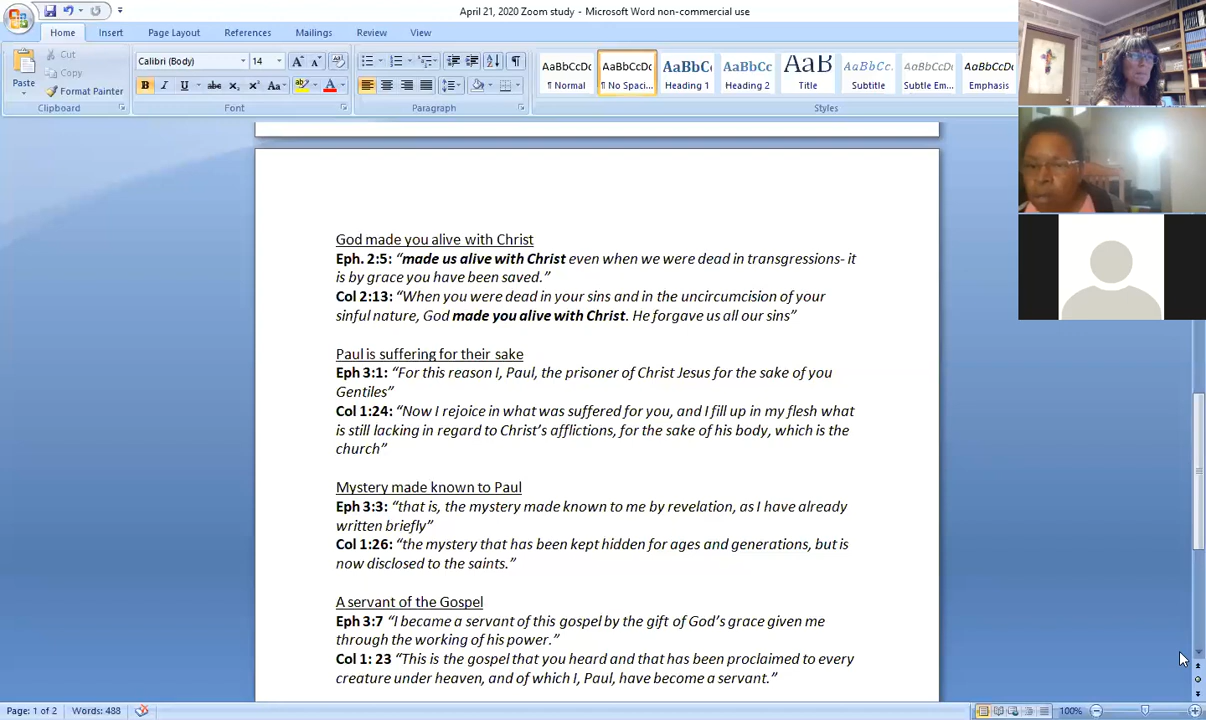 April 21, 2020 Zoom study - Microsoft Word non-commercial use
Home Insert Page Layout References Mailings Review View
Paste
Cut
Copy
Format Painter
Clipboard
Calibri (Body) 14
Font
Paragraph
AaBbCcDc AaBbCcDc AaBbCc AaBbCc AaB AaBbCcI AaBbCcDc AaBbCcDc
¶ Normal ¶ No Spaci... Heading 1 Heading 2 Title Subtitle Subtle Em... Emphasis
Styles
God made you alive with Christ
Eph. 2:5: “made us alive with Christ even when we were dead in transgressions- it
is by grace you have been saved.”
Col 2:13: “When you were dead in your sins and in the uncircumcision of your
sinful nature, God made you alive with Christ. He forgave us all our sins”
Paul is suffering for their sake
Eph 3:1: “For this reason I, Paul, the prisoner of Christ Jesus for the sake of you
Gentiles”
Col 1:24: “Now I rejoice in what was suffered for you, and I fill up in my flesh what
is still lacking in regard to Christ’s afflictions, for the sake of his body, which is the
church”
Mystery made known to Paul
Eph 3:3: “that is, the mystery made known to me by revelation, as I have already
written briefly”
Col 1:26: “the mystery that has been kept hidden for ages and generations, but is
now disclosed to the saints.”
A servant of the Gospel
Eph 3:7 “I became a servant of this gospel by the gift of God’s grace given me
through the working of his power.”
Col 1: 23 “This is the gospel that you heard and that has been proclaimed to every
creature under heaven, and of which I, Paul, have become a servant.”
Page: 1 of 2 Words: 488 100%